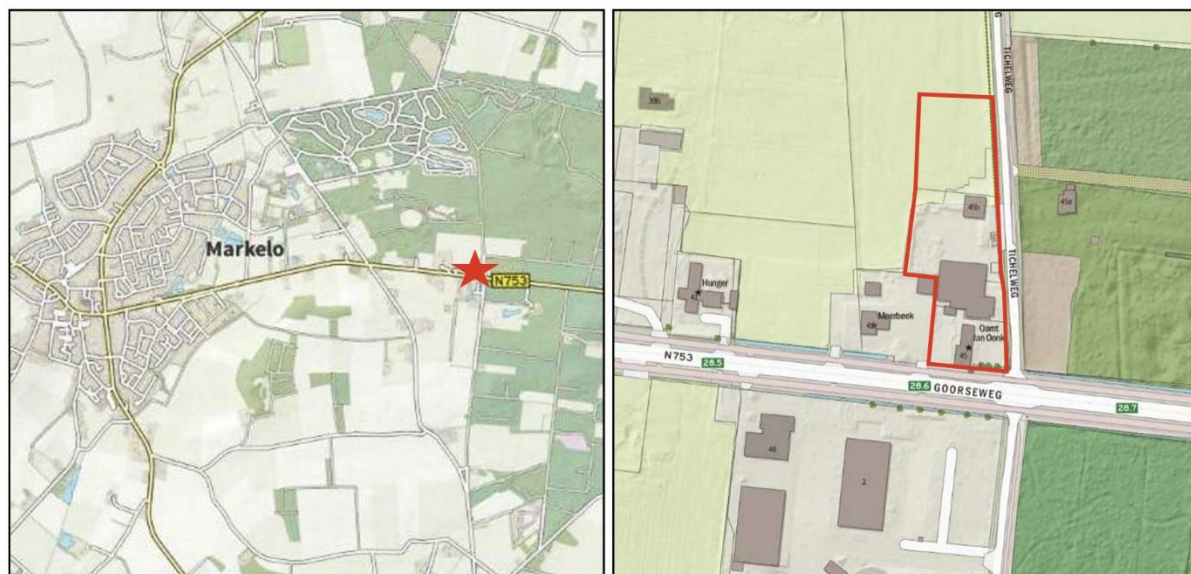 Markelo
N753
G
TICHELWEG
39b
45b
45a
TICHELWEG
Hunger
41
Meerbeek
Oamt
Jan Oonk
45
N753
28.5
28.6
GOORSEWEG
28.7
48
2